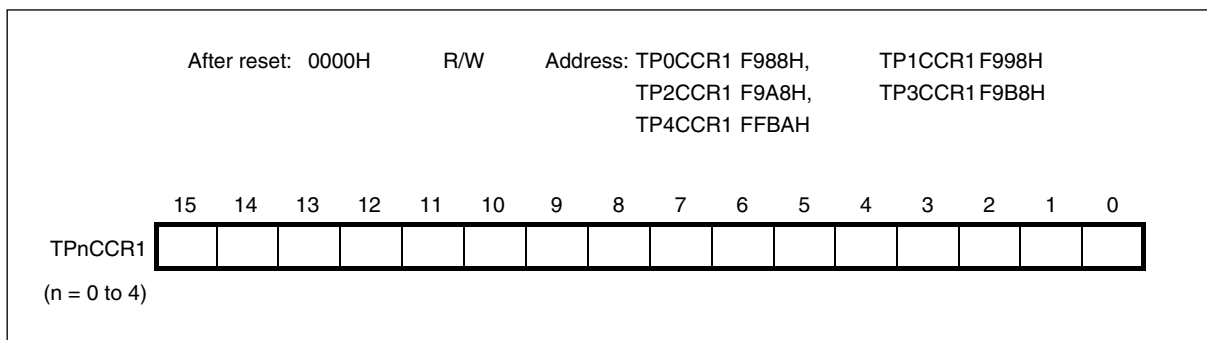 After reset: 0000H R/W Address: TP0CCR1 F988H, TP1CCR1 F998H
TP2CCR1 F9A8H, TP3CCR1 F9B8H
TP4CCR1 FFBAH
15 14 13 12 11 10 9 8 7 6 5 4 3 2 1 0
TPnCCR1
(n = 0 to 4)